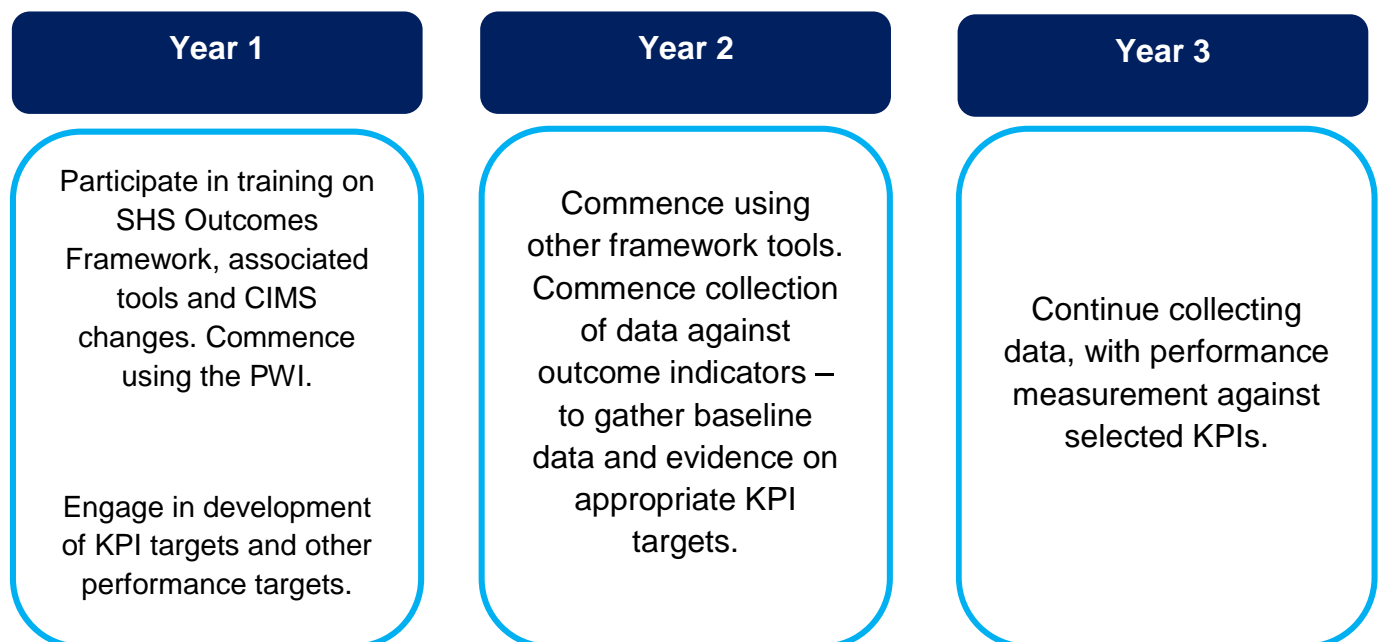 Year 1
Participate in training on
SHS Outcomes
Framework, associated
tools and CIMS
changes. Commence
using the PWI.
Engage in development
of KPI targets and other
performance targets.
Year 2
Commence using
other framework tools.
Commence collection
of data against
outcome indicators –
to gather baseline
data and evidence on
appropriate KPI
targets.
Year 3
Continue collecting
data, with performance
measurement against
selected KPIs.